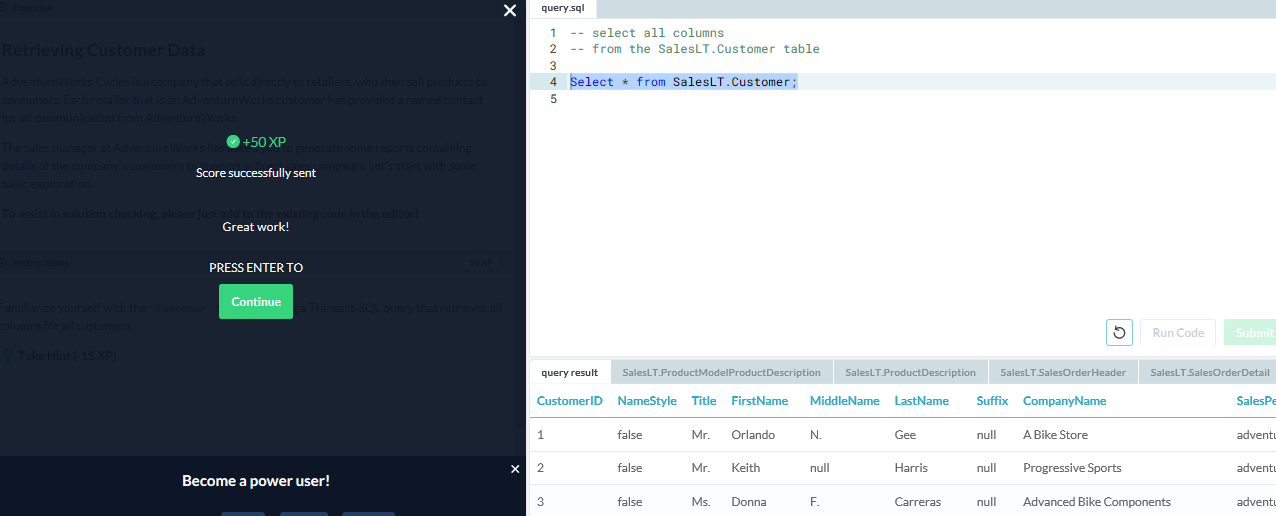 Exercise
Retrieving Customer Data
AdventureWorks Cycles is a company that sells directly to retailers, who then sell products to
consumers. Each retailer that is an AdventureWorks customer has provided a named contact
for all communication from AdventureWorks.
+50 XP
The sales manager at AdventureWorks has to generate some reports containing
Score successfully sent
details of the company's customers to support a direct sales campaign. Let's start with some
basic exploration.
To assist in solution checking, please just add to the existing code in the editor!
Great work!
Instructions
50 XP
PRESS ENTER TO
Continue
Familiarize yourself with the Customer a Transact-SQL query that retrieves all
columns for all customers.
Take Hint (-15 XP)
Become a power user!
query.sql
1 -- select all columns
2 -- from the SalesLT.Customer table
3
4 Select * from SalesLT.Customer;
5
Run Code
Submit
query result SalesLT.ProductModelProductDescription SalesLT.ProductDescription SalesLT.SalesOrderHeader SalesLT.SalesOrderDetail
CustomerID NameStyle Title FirstName MiddleName LastName Suffix CompanyName SalesPe
1 false Mr. Orlando N. Gee null A Bike Store adventu
2 false Mr. Keith null Harris null Progressive Sports adventu
3 false Ms. Donna F. Carreras null Advanced Bike Components adventu